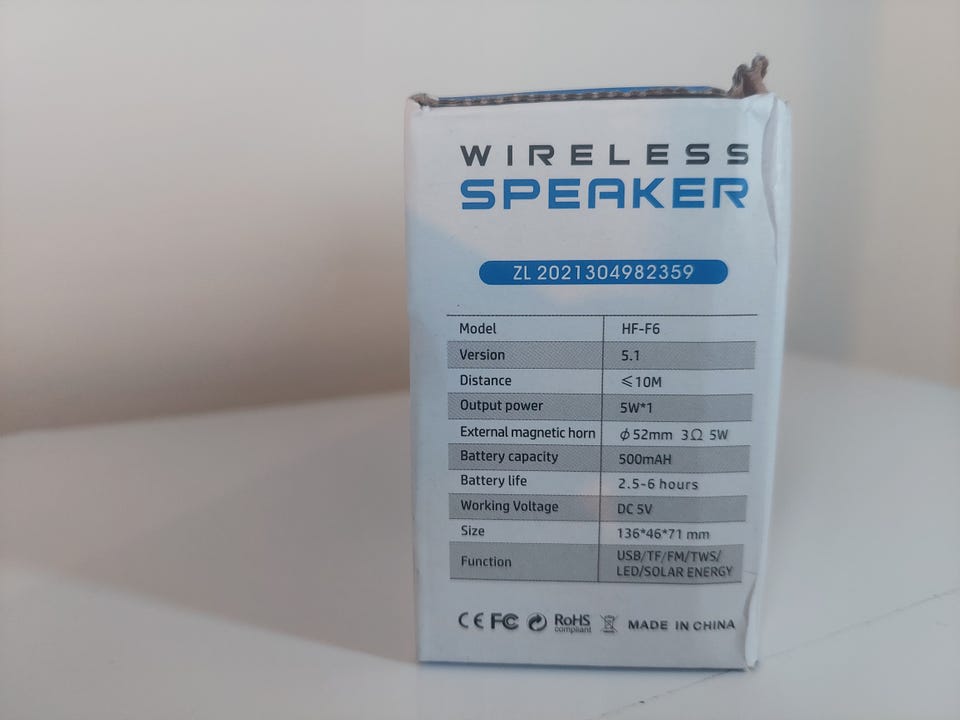 WIRELESS
SPEAKER
ZL 2021304982359
Model HF-F6
Version 5.1
Distance ≤10M
Output power 5W*1
External magnetic horn ϕ52mm 3Ω 5W
Battery capacity 500mAH
Battery life 2.5-6 hours
Working Voltage DC 5V
Size 136*46*71 mm
Function USB/TF/FM/TWS/
LED/SOLAR ENERGY
CE FC RoHS MADE IN CHINA
compliant